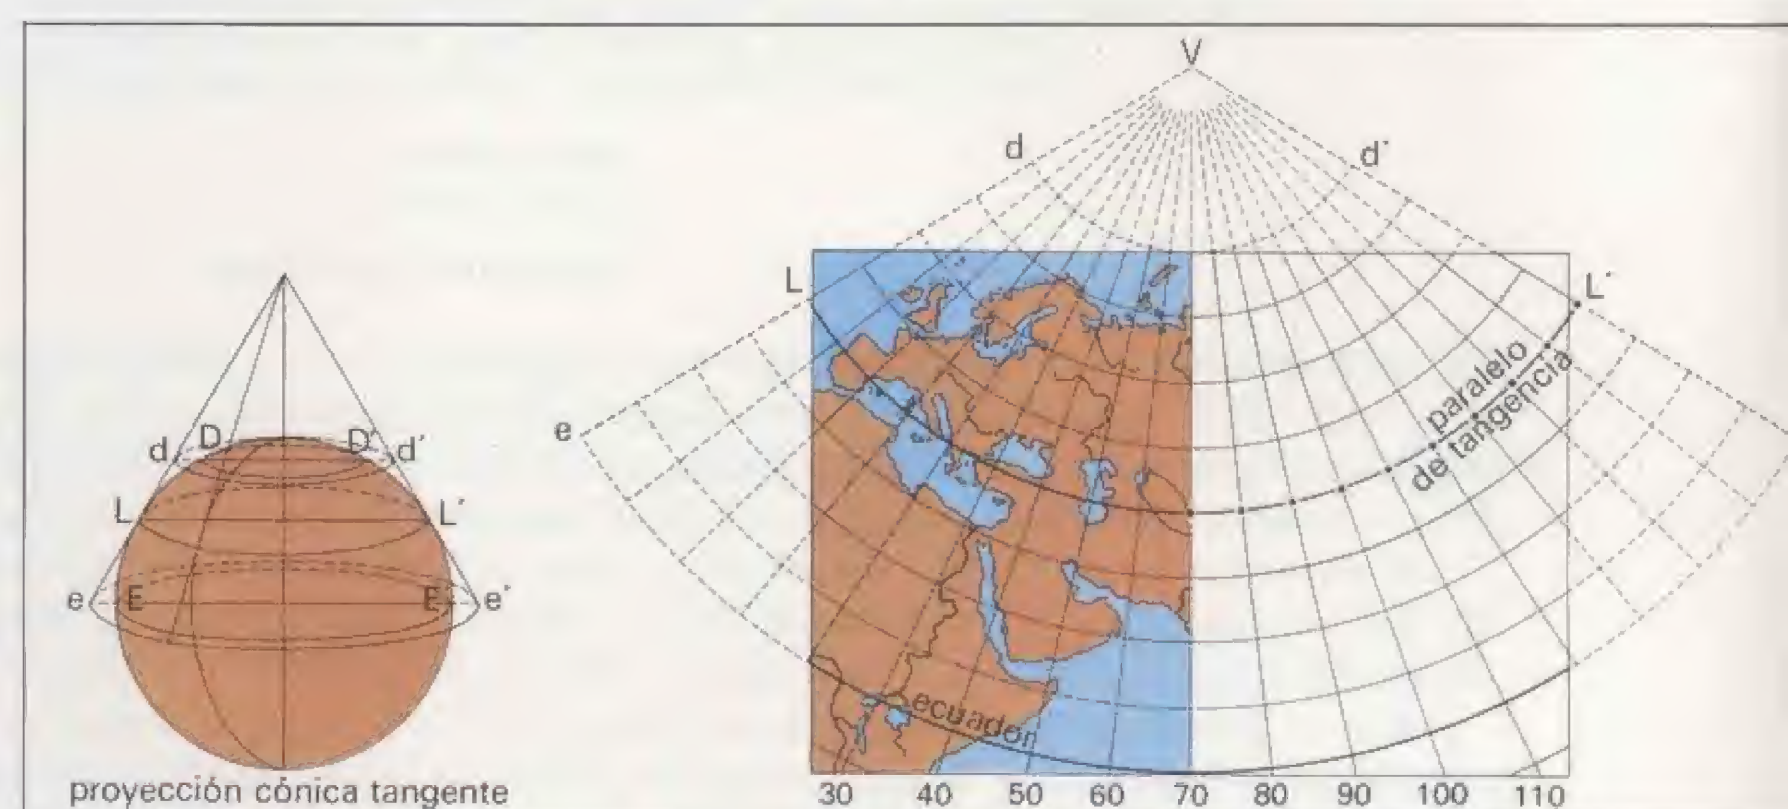 V
d
d'
L
L'
e
paralelo
de tangencia
ecuador
30 40 50 60 70 80 90 100 110
d D D' d'
L L'
e E E' e'
proyección cónica tangente